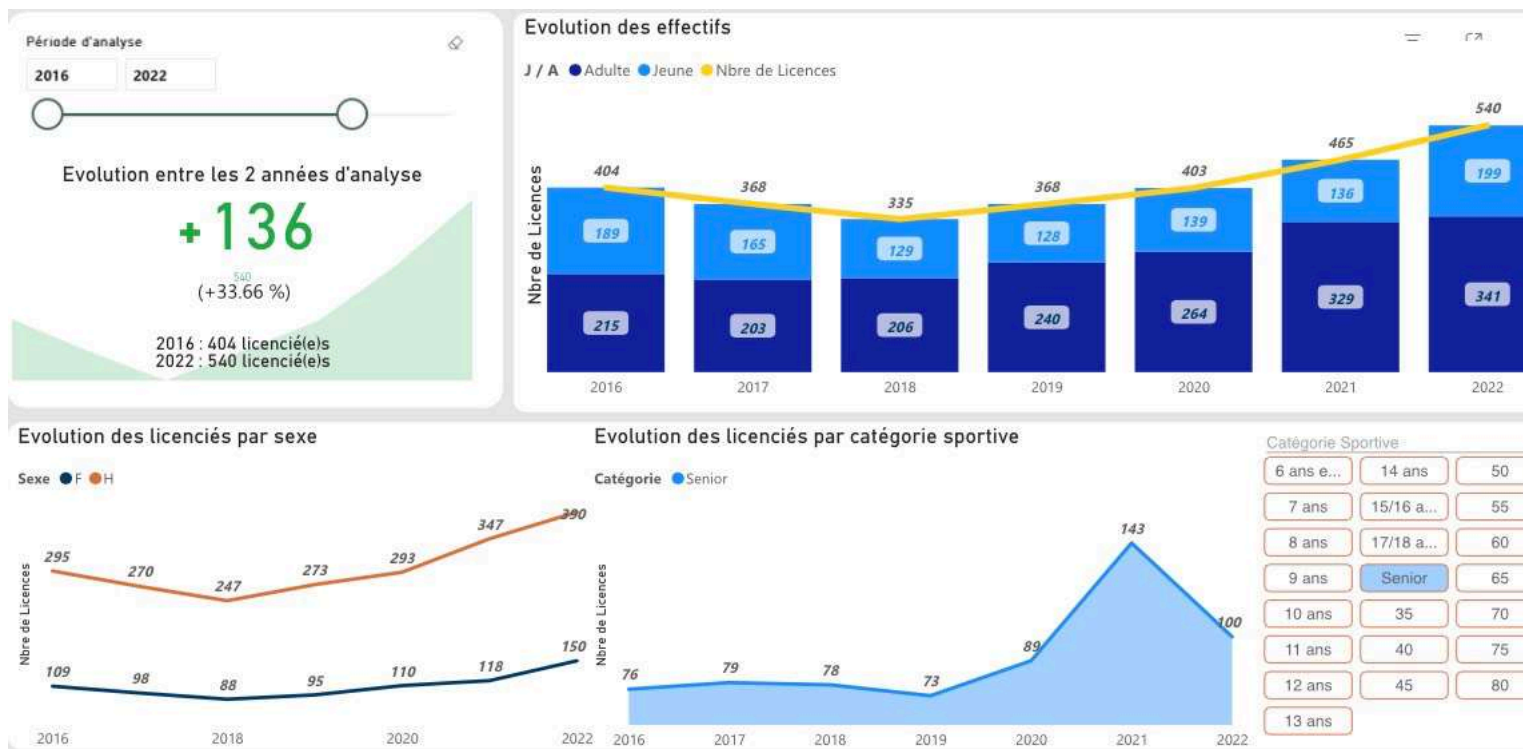 Période d'analyse
2016 2022
Evolution entre les 2 années d'analyse
+136
540
(+33.66 %)
2016 : 404 licencié(e)s
2022 : 540 licencié(e)s
Evolution des effectifs
J / A Adulte Jeune Nbre de Licences
Nbre de Licences
404 368 335 368 403 465 540
189 165 129 128 139 136 199
215 203 206 240 264 329 341
2016 2017 2018 2019 2020 2021 2022
Evolution des licenciés par sexe
Sexe F H
Nbre de Licences
295 270 247 273 293 347 390
109 98 88 95 110 118 150
2016 2018 2020 2022
Evolution des licenciés par catégorie sportive
Catégorie Senior
Nbre de Licences
76 79 78 73 89 143 100
2016 2017 2018 2019 2020 2021 2022
Catégorie Sportive
6 ans e... 14 ans 50
7 ans 15/16 a... 55
8 ans 17/18 a... 60
9 ans Senior 65
10 ans 35 70
11 ans 40 75
12 ans 45 80
13 ans